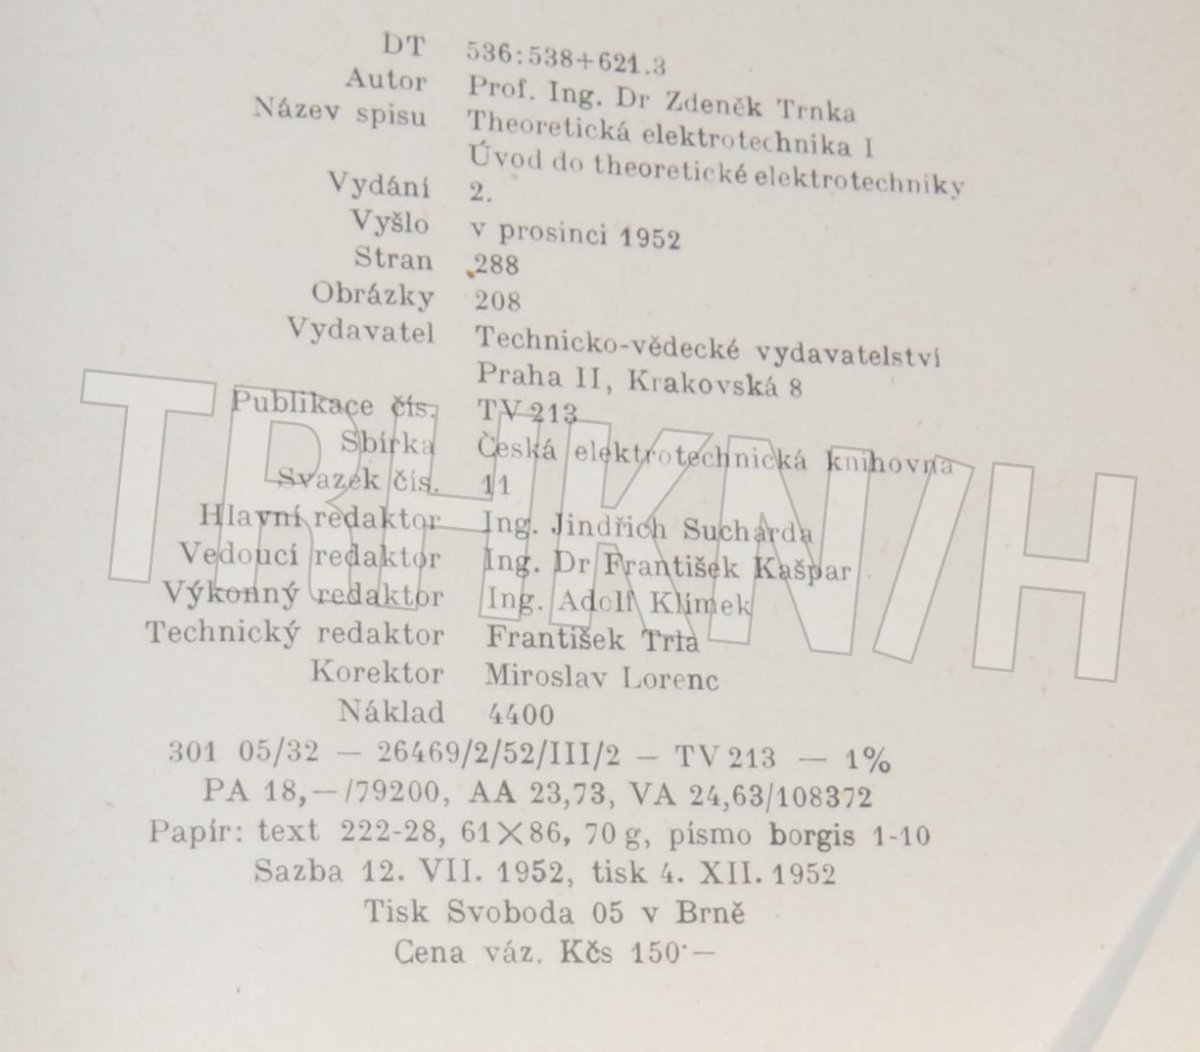 DT 536:538+621.3
Autor Prof. Ing. Dr Zdeněk Trnka
Název spisu Theoretická elektrotechnika I
Úvod do theoretické elektrotechniky
Vydání 2.
Vyšlo v prosinci 1952
Stran 288
Obrázky 208
Vydavatel Technicko-vědecké vydavatelství
Praha II, Krakovská 8
Publikace čís. TV 213
Sbírka Česká elektrotechnická knihovna
Svazek čís. 11
Hlavní redaktor Ing. Jindřich Sucharda
Vedoucí redaktor Ing. Dr František Kašpar
Výkonný redaktor Ing. Adolf Klímek
Technický redaktor František Trta
Korektor Miroslav Lorenc
Náklad 4400
301 05/32 — 26469/2/52/III/2 — TV 213 — 1%
PA 18,—/79200, AA 23,73, VA 24,63/108372
Papír: text 222-28, 61×86, 70 g, písmo borgis 1-10
Sazba 12. VII. 1952, tisk 4. XII. 1952
Tisk Svoboda 05 v Brně
Cena váz. Kčs 150·—